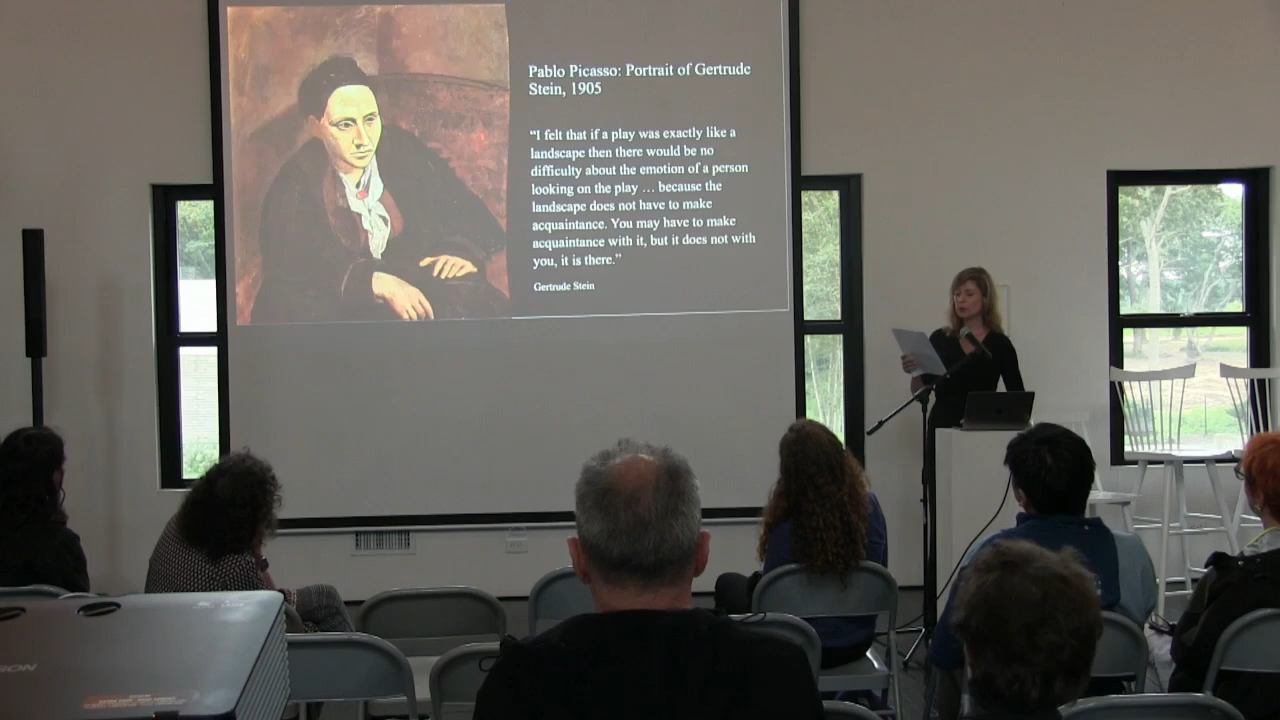 Pablo Picasso: Portrait of Gertrude
Stein, 1905
“I felt that if a play was exactly like a
landscape then there would be no
difficulty about the emotion of a person
looking on the play … because the
landscape does not have to make
acquaintance. You may have to make
acquaintance with it, but it does not with
you, it is there.”
Gertrude Stein